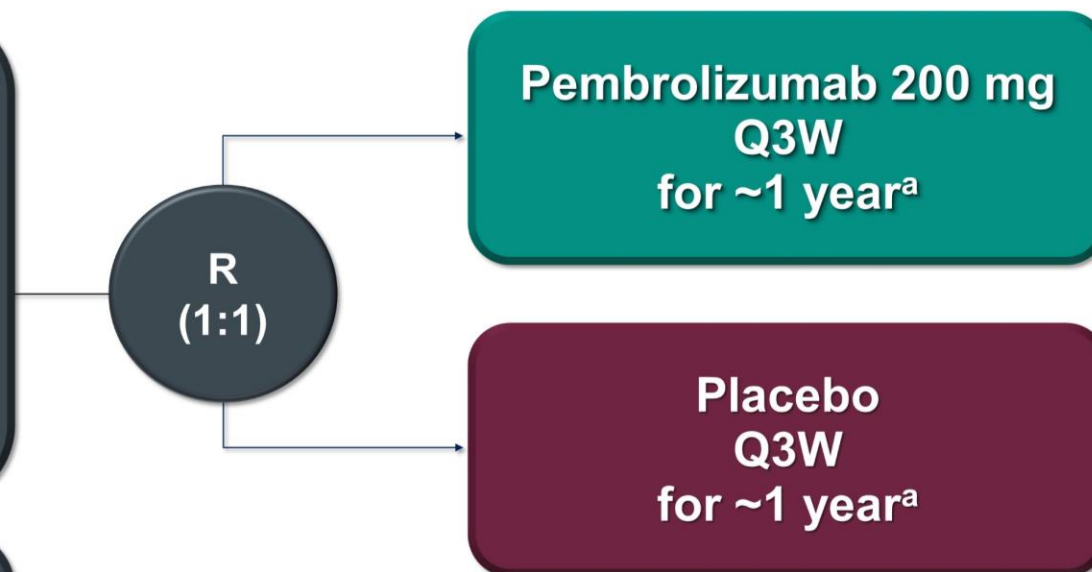 Pembrolizumab 200 mg
Q3W
for ~1 yearᵃ
R
(1:1)
Placebo
Q3W
for ~1 yearᵃ